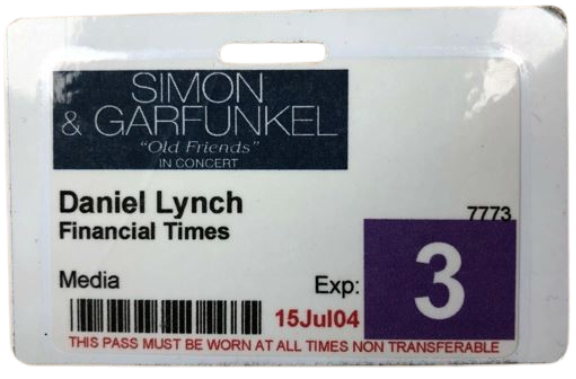 SIMON
& GARFUNKEL
"Old Friends"
IN CONCERT
Daniel Lynch
7773
Financial Times
3
Media
Exp:
15Jul04
THIS PASS MUST BE WORN AT ALL TIMES NON TRANSFERABLE